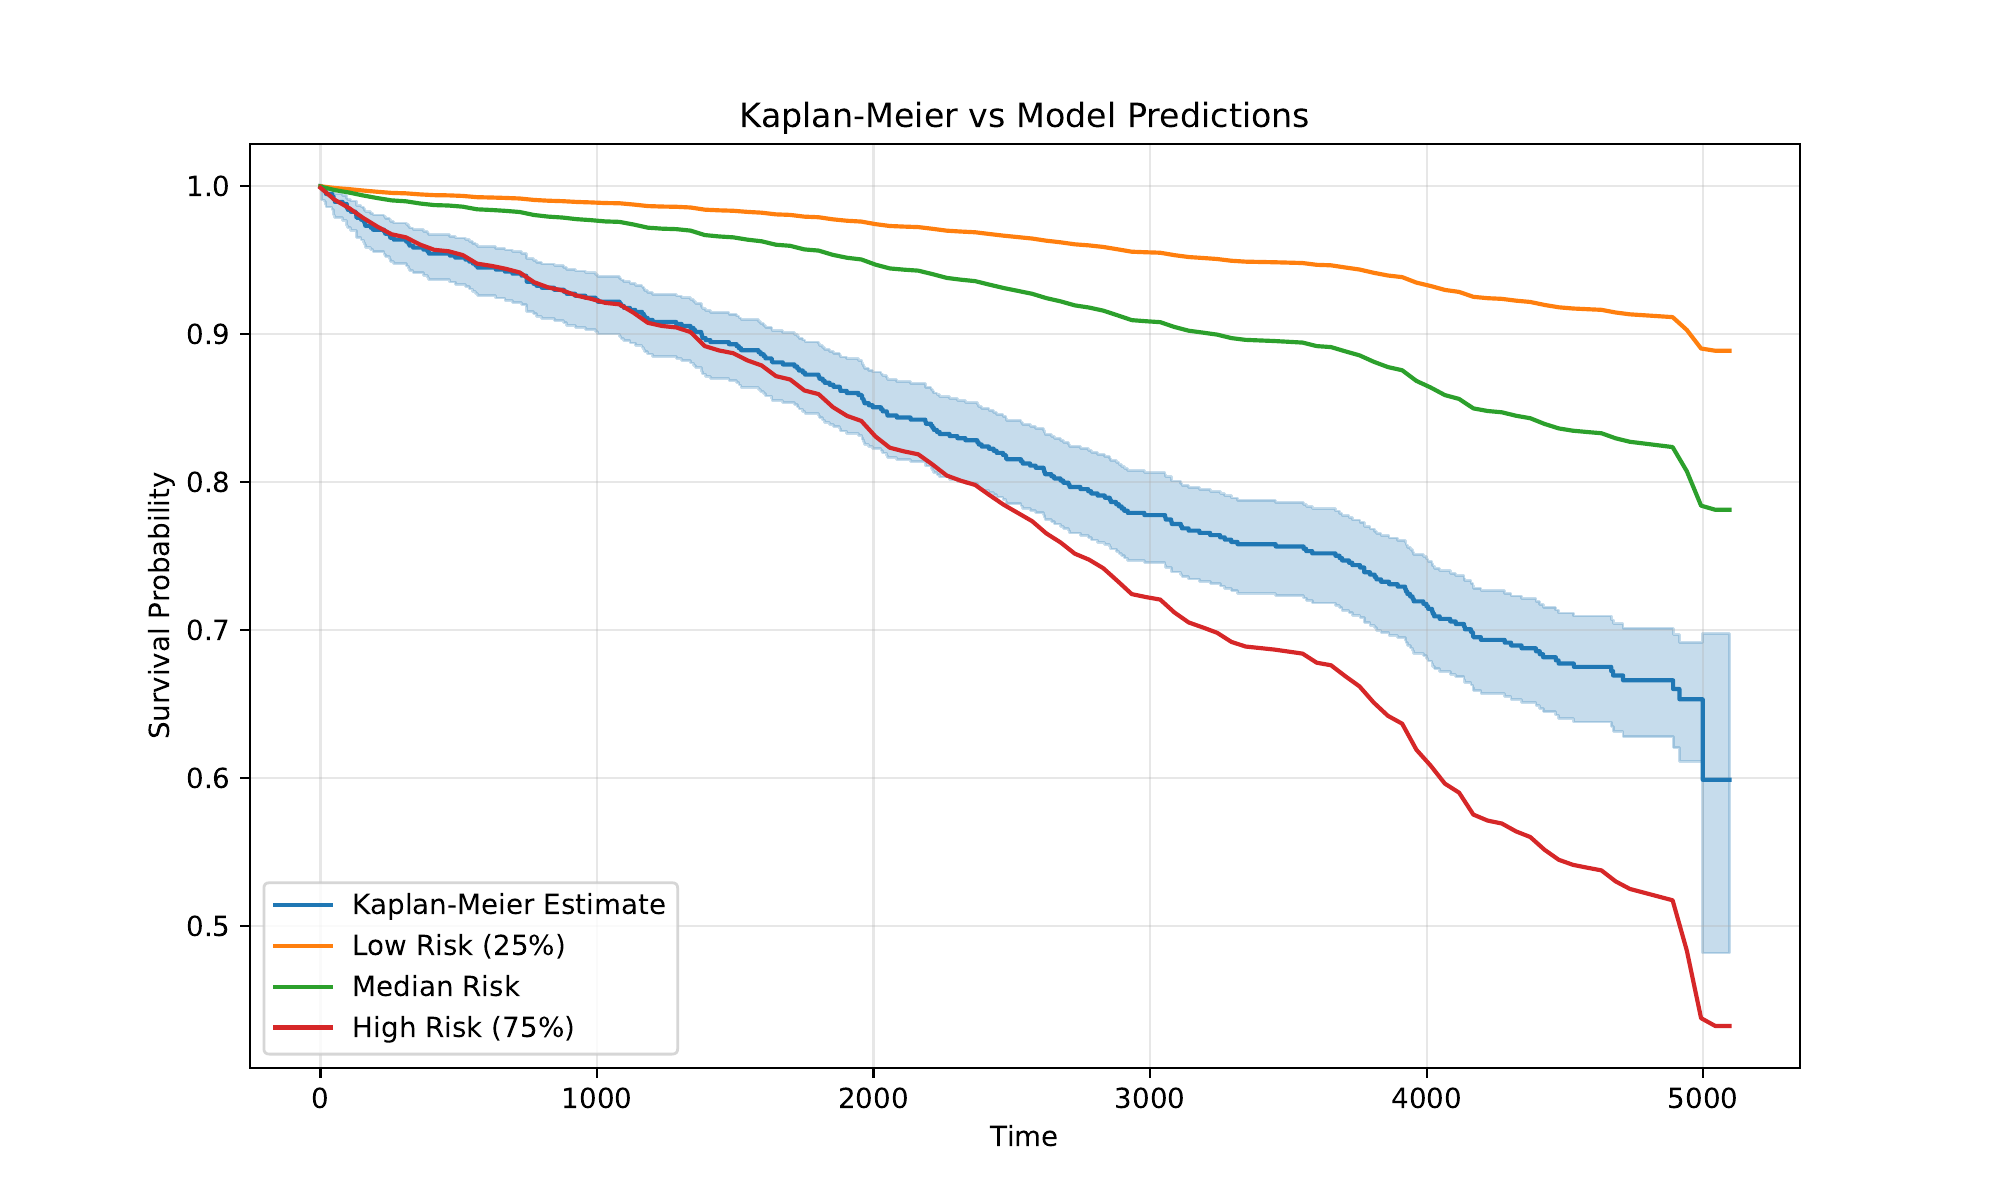 Kaplan-Meier vs Model Predictions
1.0
0.9
0.8
0.7
0.6
0.5
Survival Probability
Kaplan-Meier Estimate
Low Risk (25%)
Median Risk
High Risk (75%)
0 1000 2000 3000 4000 5000
Time